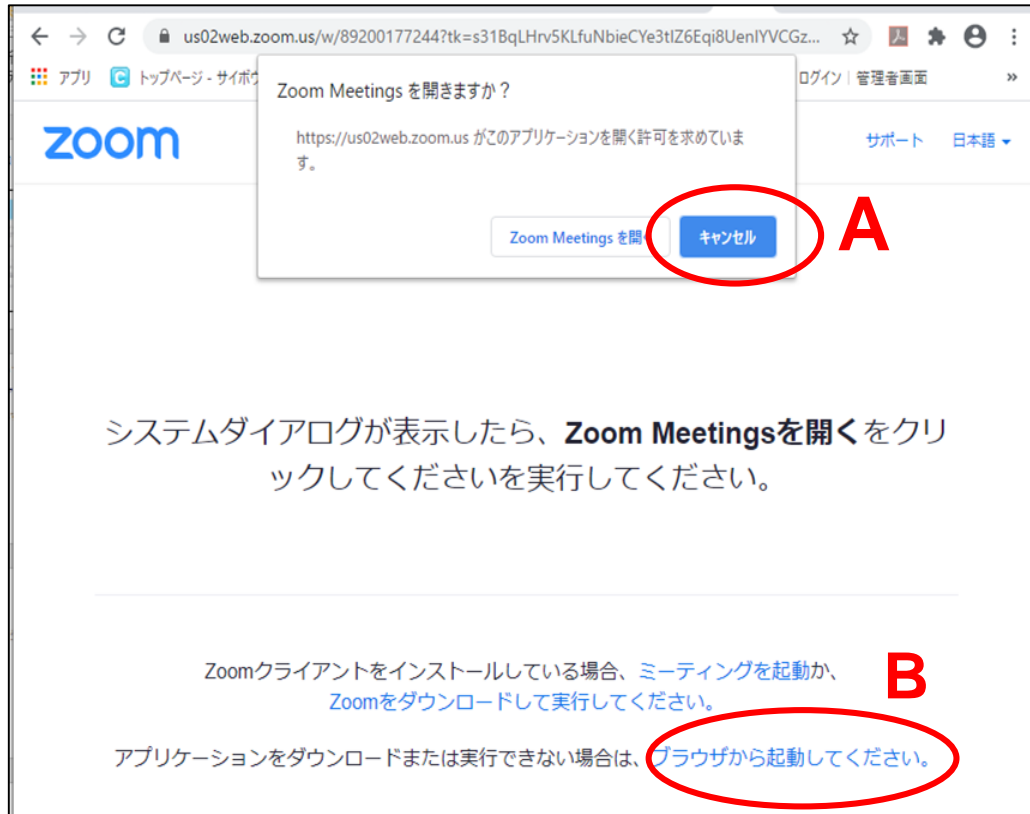 us02web.zoom.us/w/89200177244?tk=s31BqLHrv5KLfuNbieCYe3tIZ6Eqi8UenIYVCGz...
アプリ トップページ - サイボウ ログイン | 管理者画面 »
Zoom Meetings を開きますか？
https://us02web.zoom.us がこのアプリケーションを開く許可を求めていま
す。
Zoom Meetings を開 キャンセル
A
zoom サポート 日本語
システムダイアログが表示したら、Zoom Meetingsを開くをクリ
ックしてくださいを実行してください。
Zoomクライアントをインストールしている場合、ミーティングを起動か、
Zoomをダウンロードして実行してください。
B
アプリケーションをダウンロードまたは実行できない場合は、ブラウザから起動してください。